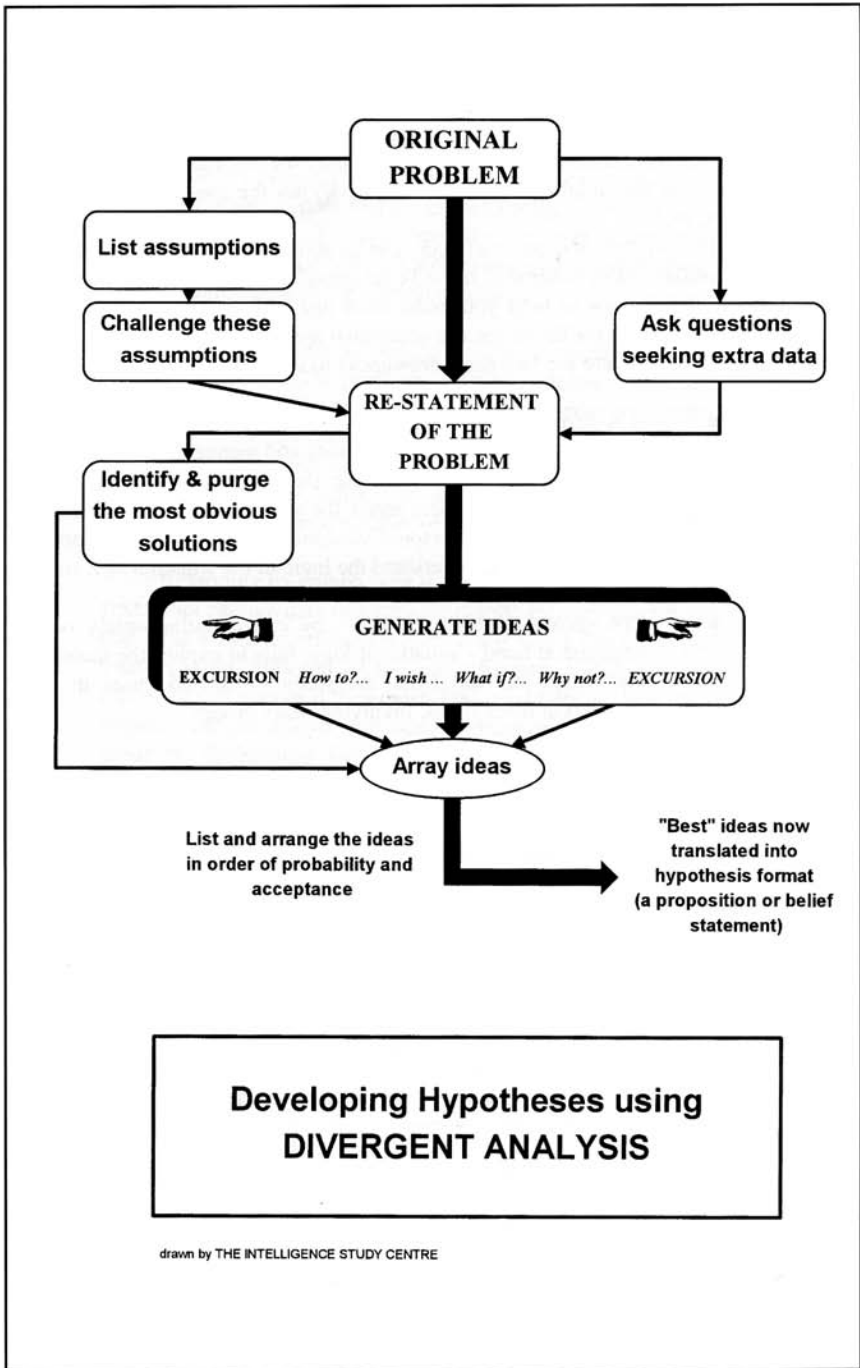 ORIGINAL
PROBLEM
List assumptions
Challenge these
assumptions
Ask questions
seeking extra data
RE-STATEMENT
OF THE
PROBLEM
Identify & purge
the most obvious
solutions
GENERATE IDEAS
EXCURSION How to?... I wish ... What if?... Why not?... EXCURSION
Array ideas
List and arrange the ideas
in order of probability and
acceptance
"Best" ideas now
translated into
hypothesis format
(a proposition or belief
statement)
Developing Hypotheses using
DIVERGENT ANALYSIS
drawn by THE INTELLIGENCE STUDY CENTRE